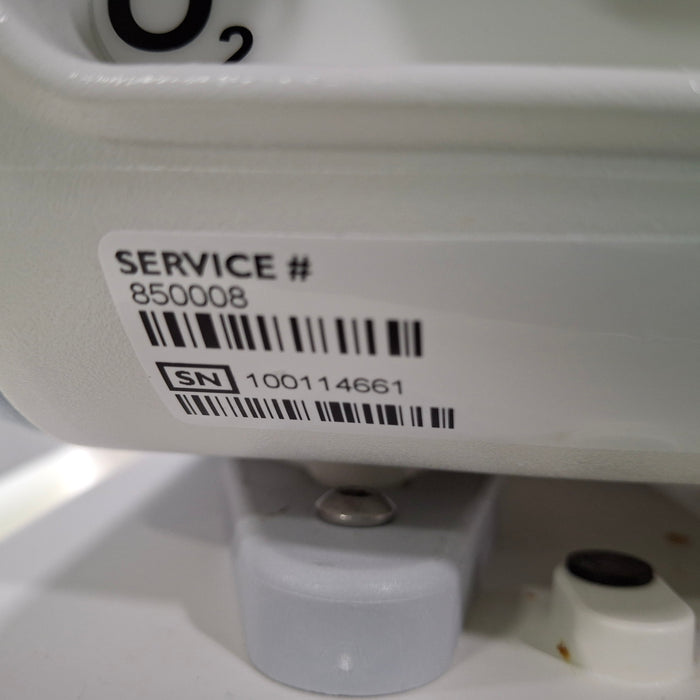 O2
SERVICE #
850008
SN 100114661